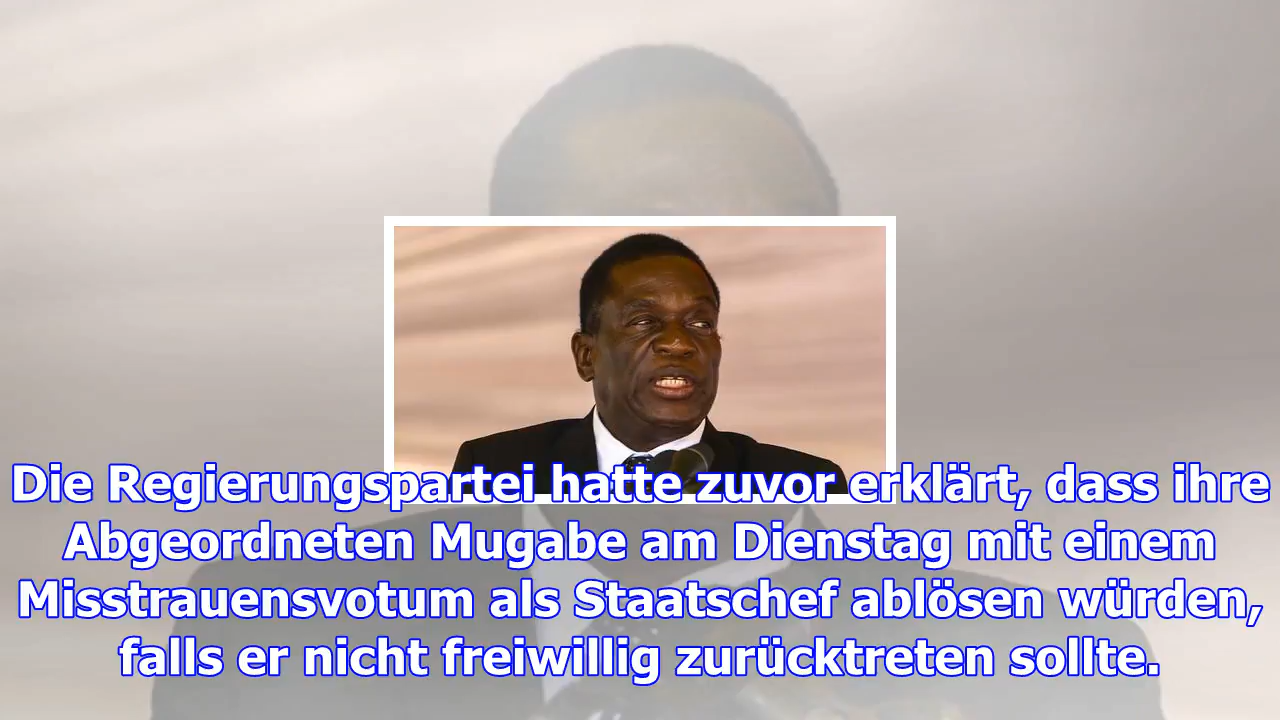 Die Regierungspartei hatte zuvor erklärt, dass ihre
Abgeordneten Mugabe am Dienstag mit einem
Misstrauensvotum als Staatschef ablösen würden,
falls er nicht freiwillig zurücktreten sollte.